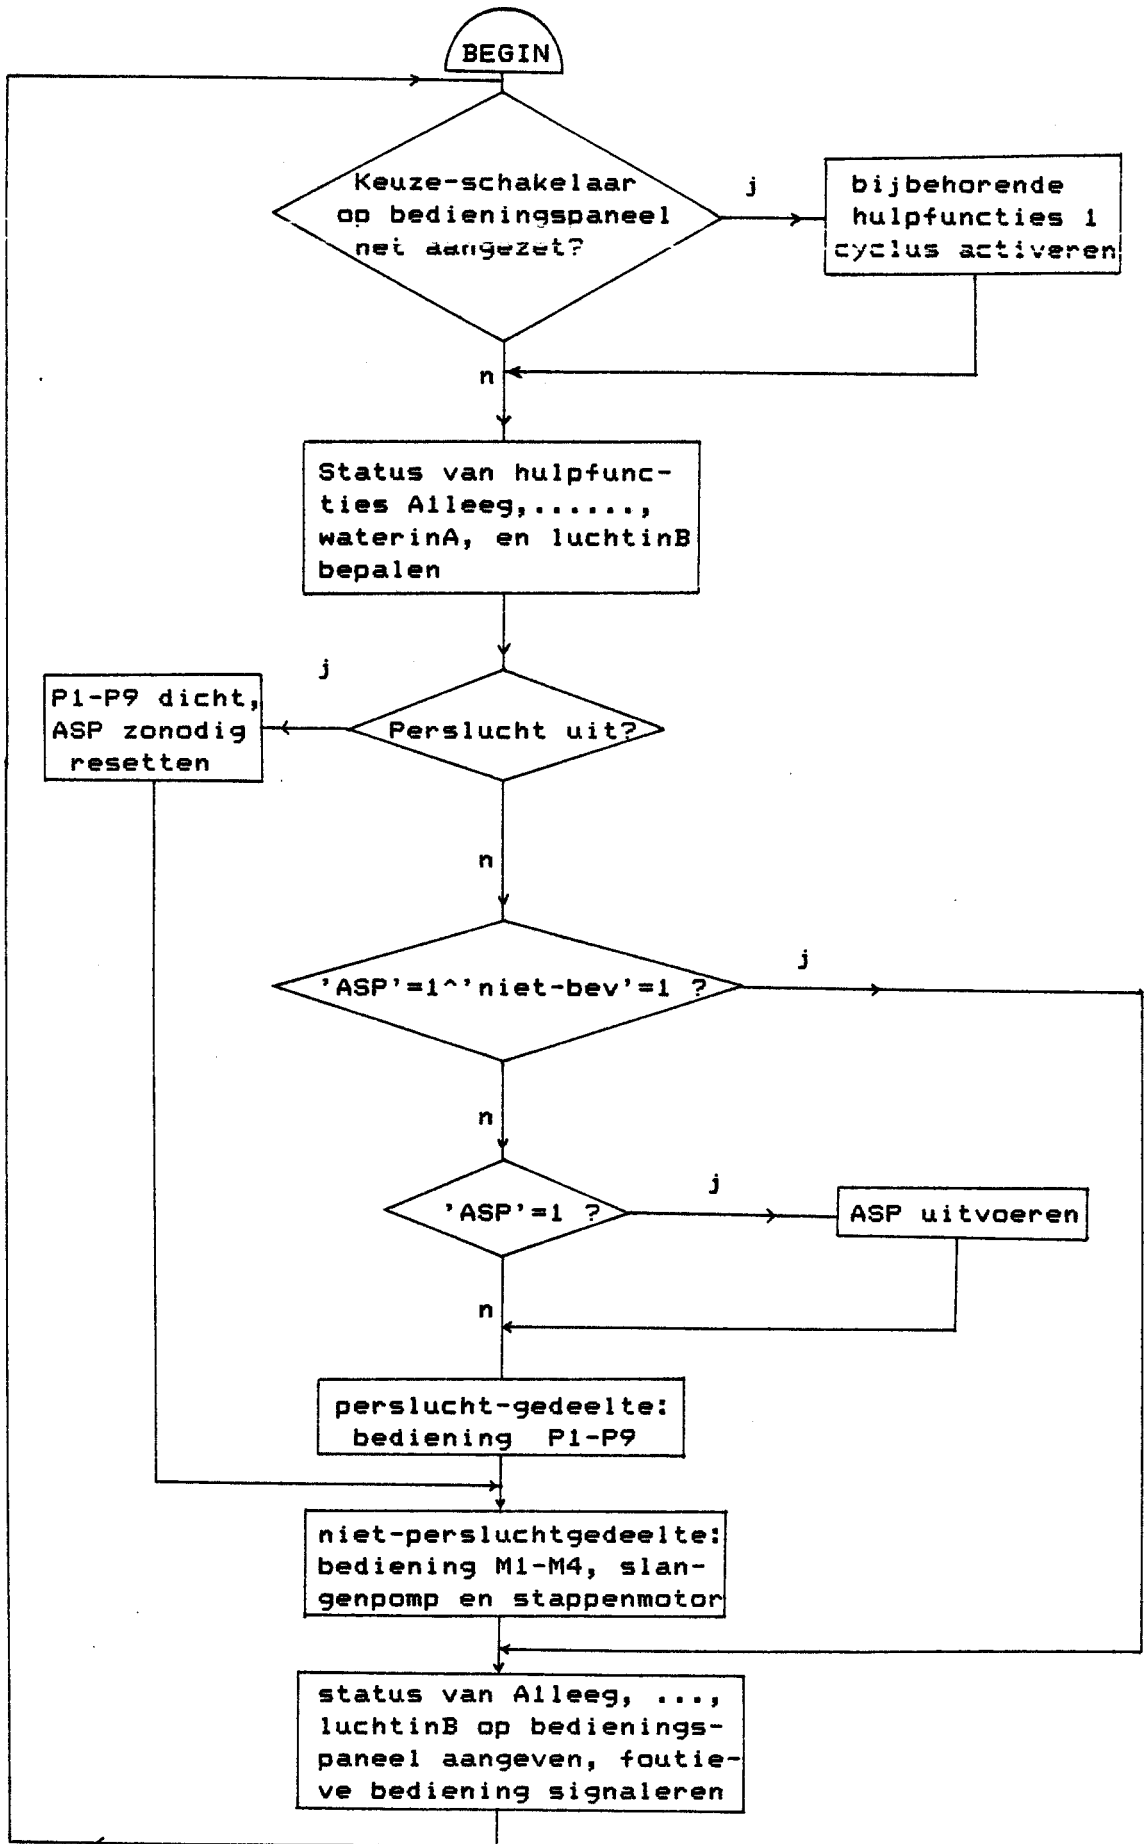 BEGIN
Keuze-schakelaar
op bedieningspaneel
net aangezet?
j
bijbehorende
hulpfuncties 1
cyclus activeren
n
Status van hulpfunc-
ties A1leeg,......,
waterinA, en luchtinB
bepalen
j
P1-P9 dicht,
ASP zonodig
resetten
Perslucht uit?
n
'ASP'=1^'niet-bev'=1 ?
j
n
'ASP'=1 ?
j
ASP uitvoeren
n
perslucht-gedeelte:
bediening P1-P9
niet-persluchtgedeelte:
bediening M1-M4, slan-
genpomp en stappenmotor
status van A1leeg, ...,
luchtinB op bedienings-
paneel aangeven, foutie-
ve bediening signaleren